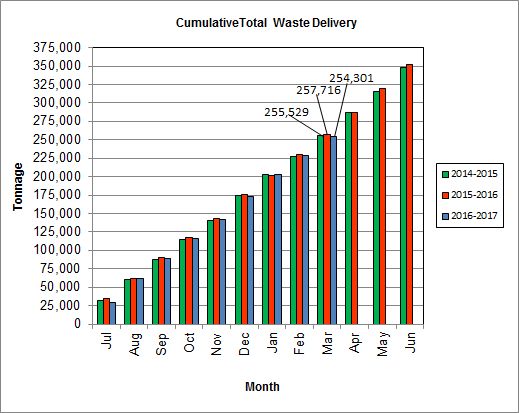 CumulativeTotal Waste Delivery
375,000
350,000
325,000
300,000
275,000
250,000
225,000
200,000
175,000
150,000
125,000
100,000
75,000
50,000
25,000
0
Tonnage
254,301
257,716
255,529
2014-2015
2015-2016
2016-2017
Jul
Aug
Sep
Oct
Nov
Dec
Jan
Feb
Mar
Apr
May
Jun
Month